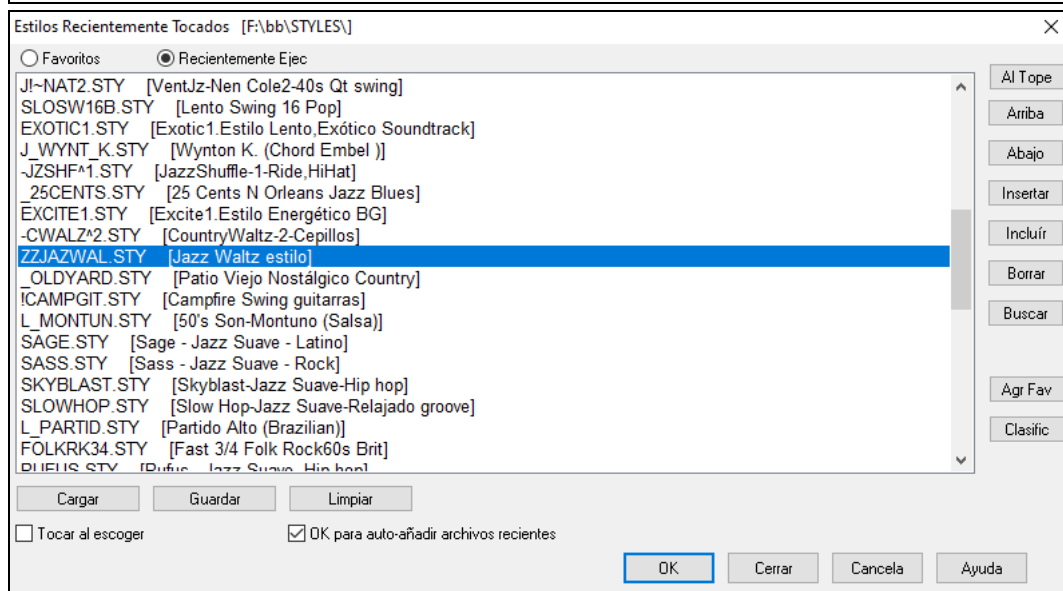 Estilos Recientemente Tocados [F:\bb\STYLES\]
Favoritos Recientemente Ejec
J!~NAT2.STY [VentJz-Nen Cole2-40s Qt swing]
SLOSW16B.STY [Lento Swing 16 Pop]
EXOTIC1.STY [Exotic1.Estilo Lento,Exótico Soundtrack]
J_WYNT_K.STY [Wynton K. (Chord Embel )]
-JZSHF^1.STY [JazzShuffle-1-Ride,HiHat]
_25CENTS.STY [25 Cents N Orleans Jazz Blues]
EXCITE1.STY [Excite1.Estilo Energético BG]
-CWALZ^2.STY [CountryWaltz-2-Cepillos]
ZZJAZWAL.STY [Jazz Waltz estilo]
_OLDYARD.STY [Patio Viejo Nostálgico Country]
!CAMPGIT.STY [Campfire Swing guitarras]
L_MONTUN.STY [50's Son-Montuno (Salsa)]
SAGE.STY [Sage - Jazz Suave - Latino]
SASS.STY [Sass - Jazz Suave - Rock]
SKYBLAST.STY [Skyblast-Jazz Suave-Hip hop]
SLOWHOP.STY [Slow Hop-Jazz Suave-Relajado groove]
L_PARTID.STY [Partido Alto (Brazilian)]
FOLKRK34.STY [Fast 3/4 Folk Rock60s Brit]
RUFUS.STY [Rufus - Jazz Suave- Hip hop]
Al Tope
Arriba
Abajo
Insertar
Incluír
Borrar
Buscar
Agr Fav
Clasific
Cargar Guardar Limpiar
Tocar al escoger OK para auto-añadir archivos recientes
OK Cerrar Cancela Ayuda